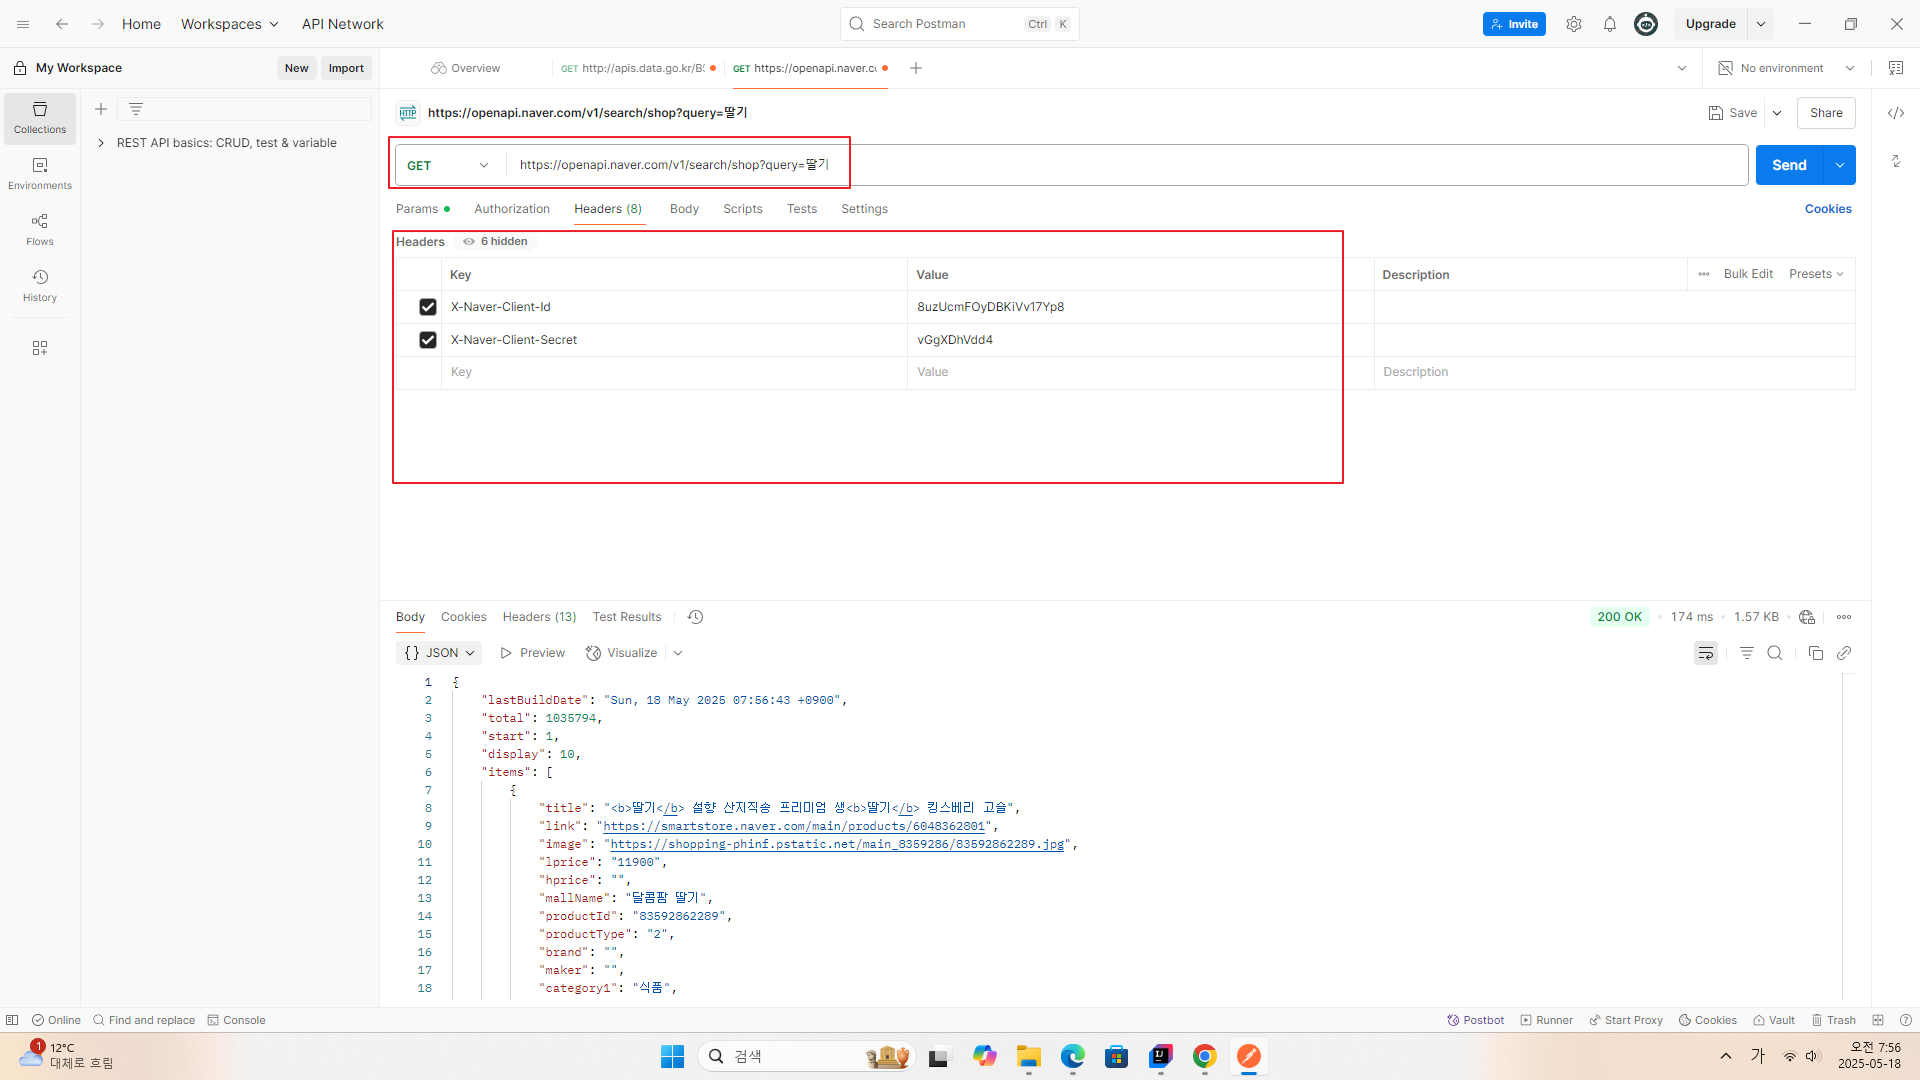 Home
Workspaces
API Network
Search Postman
Ctrl
K
Invite
Upgrade
My Workspace
New
Import
Overview
GET http://apis.data.go.kr/B
GET https://openapi.naver.c
No environment
Collections
Environments
Flows
History
REST API basics: CRUD, test & variable
HTTP
https://openapi.naver.com/v1/search/shop?query=딸기
Save
Share
GET
https://openapi.naver.com/v1/search/shop?query=딸기
Send
Params
Authorization
Headers (8)
Body
Scripts
Tests
Settings
Cookies
Headers
6 hidden
Key
Value
Description
Bulk Edit
Presets
X-Naver-Client-Id
8uzUcmFOyDBKiVv17Yp8
X-Naver-Client-Secret
vGgXDhVdd4
Key
Value
Description
Body
Cookies
Headers (13)
Test Results
200 OK
174 ms
1.57 KB
{} JSON
Preview
Visualize
1 {
2 "lastBuildDate": "Sun, 18 May 2025 07:56:43 +0900",
3 "total": 1035794,
4 "start": 1,
5 "display": 10,
6 "items": [
7 {
8 "title": "<b>딸기</b> 설향 산지직송 프리미엄 생<b>딸기</b> 킹스베리 고슬",
9 "link": "https://smartstore.naver.com/main/products/6048362801",
10 "image": "https://shopping-phinf.pstatic.net/main_8359286/83592862289.jpg",
11 "lprice": "11900",
12 "hprice": "",
13 "mallName": "달콤팜 딸기",
14 "productId": "83592862289",
15 "productType": "2",
16 "brand": "",
17 "maker": "",
18 "category1": "식품",
Online
Find and replace
Console
Postbot
Runner
Start Proxy
Cookies
Vault
Trash
1
12°C
대체로 흐림
검색
가
오전 7:56
2025-05-18